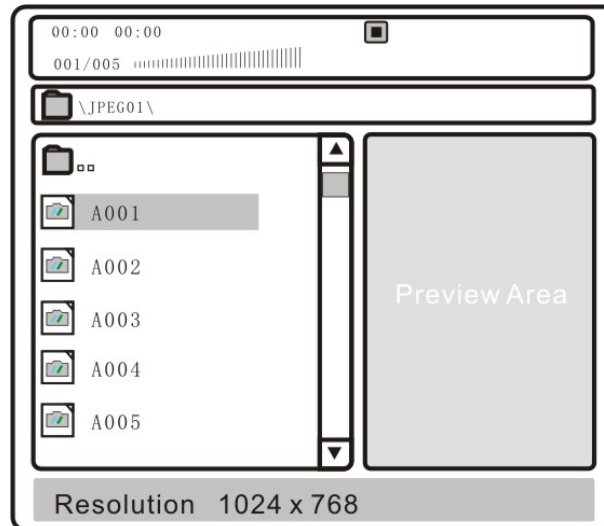 00:00 00:00
001/005
\JPEG01\
..
A001
A002
A003
A004
A005
Preview Area
Resolution 1024 x 768